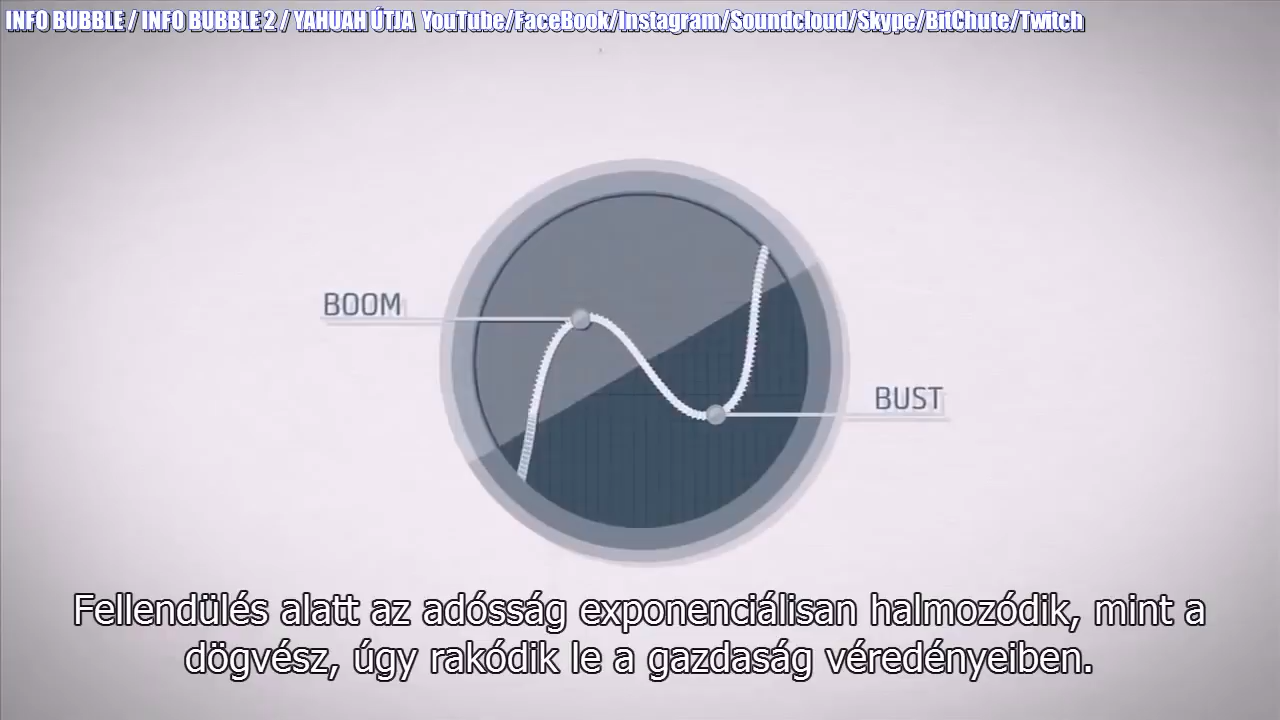 INFO BUBBLE / INFO BUBBLE 2 / YAHUAH ÚTJA YouTube/FaceBook/Instagram/Soundcloud/Skype/BitChute/Twitch
BOOM
BUST
Fellendülés alatt az adósság exponenciálisan halmozódik, mint a
dögvész, úgy rakódik le a gazdaság véredényeiben.